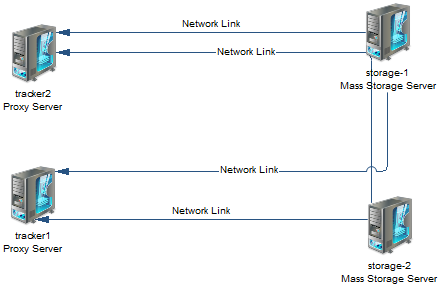 Network Link
Network Link
storage-1
Mass Storage Server
tracker2
Proxy Server
Network Link
Network Link
tracker1
Proxy Server
storage-2
Mass Storage Server